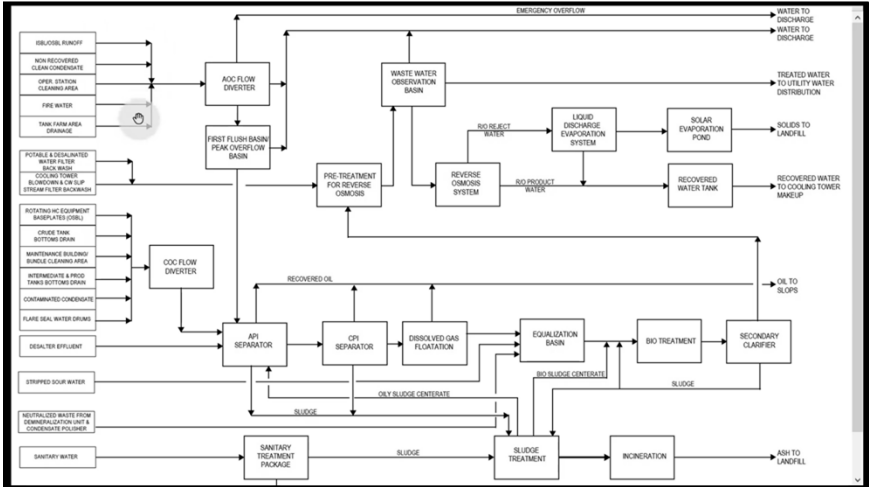 EMERGENCY OVERFLOW
WATER TO
DISCHARGE
WATER TO
DISCHARGE
ISBL/OSBL RUNOFF
NON RECOVERED
CLEAN CONDENSATE
OPER. STATION
CLEANING AREA
FIRE WATER
TANK FARM AREA
DRAINAGE
AOC FLOW
DIVERTER
WASTE WATER
OBSERVATION
BASIN
TREATED WATER
TO UTILITY WATER
DISTRIBUTION
FIRST FLUSH BASIN/
PEAK OVERFLOW
BASIN
R/O REJECT
WATER
LIQUID
DISCHARGE
EVAPORATION
SYSTEM
SOLAR
EVAPORATION
POND
SOLIDS TO
LANDFILL
POTABLE & DESALINATED
WATER FILTER
BACK WASH
COOLING TOWER
BLOWDOWN & CW SLIP
STREAM FILTER BACKWASH
PRE-TREATMENT
FOR REVERSE
OSMOSIS
REVERSE
OSMOSIS
SYSTEM
R/O PRODUCT
WATER
RECOVERED
WATER TANK
RECOVERED WATER
TO COOLING TOWER
MAKEUP
ROTATING HC EQUIPMENT
BASEPLATES (OSBL)
CRUDE TANK
BOTTOMS DRAIN
MAINTENANCE BUILDING/
BUNDLE CLEANING AREA
INTERMEDIATE & PROD
TANKS BOTTOMS DRAIN
CONTAMINATED CONDENSATE
FLARE SEAL WATER DRUMS
COC FLOW
DIVERTER
RECOVERED OIL
OIL TO
SLOPS
DESALTER EFFLUENT
API
SEPARATOR
CPI
SEPARATOR
DISSOLVED GAS
FLOATATION
EQUALIZATION
BASIN
BIO TREATMENT
SECONDARY
CLARIFIER
STRIPPED SOUR WATER
BIO SLUDGE CENTERATE
SLUDGE
OILY SLUDGE CENTERATE
SLUDGE
NEUTRALIZED WASTE FROM
DEMINERALIZATION UNIT &
CONDENSATE POLISHER
SANITARY WATER
SANITARY
TREATMENT
PACKAGE
SLUDGE
SLUDGE
TREATMENT
INCINERATION
ASH TO
LANDFILL